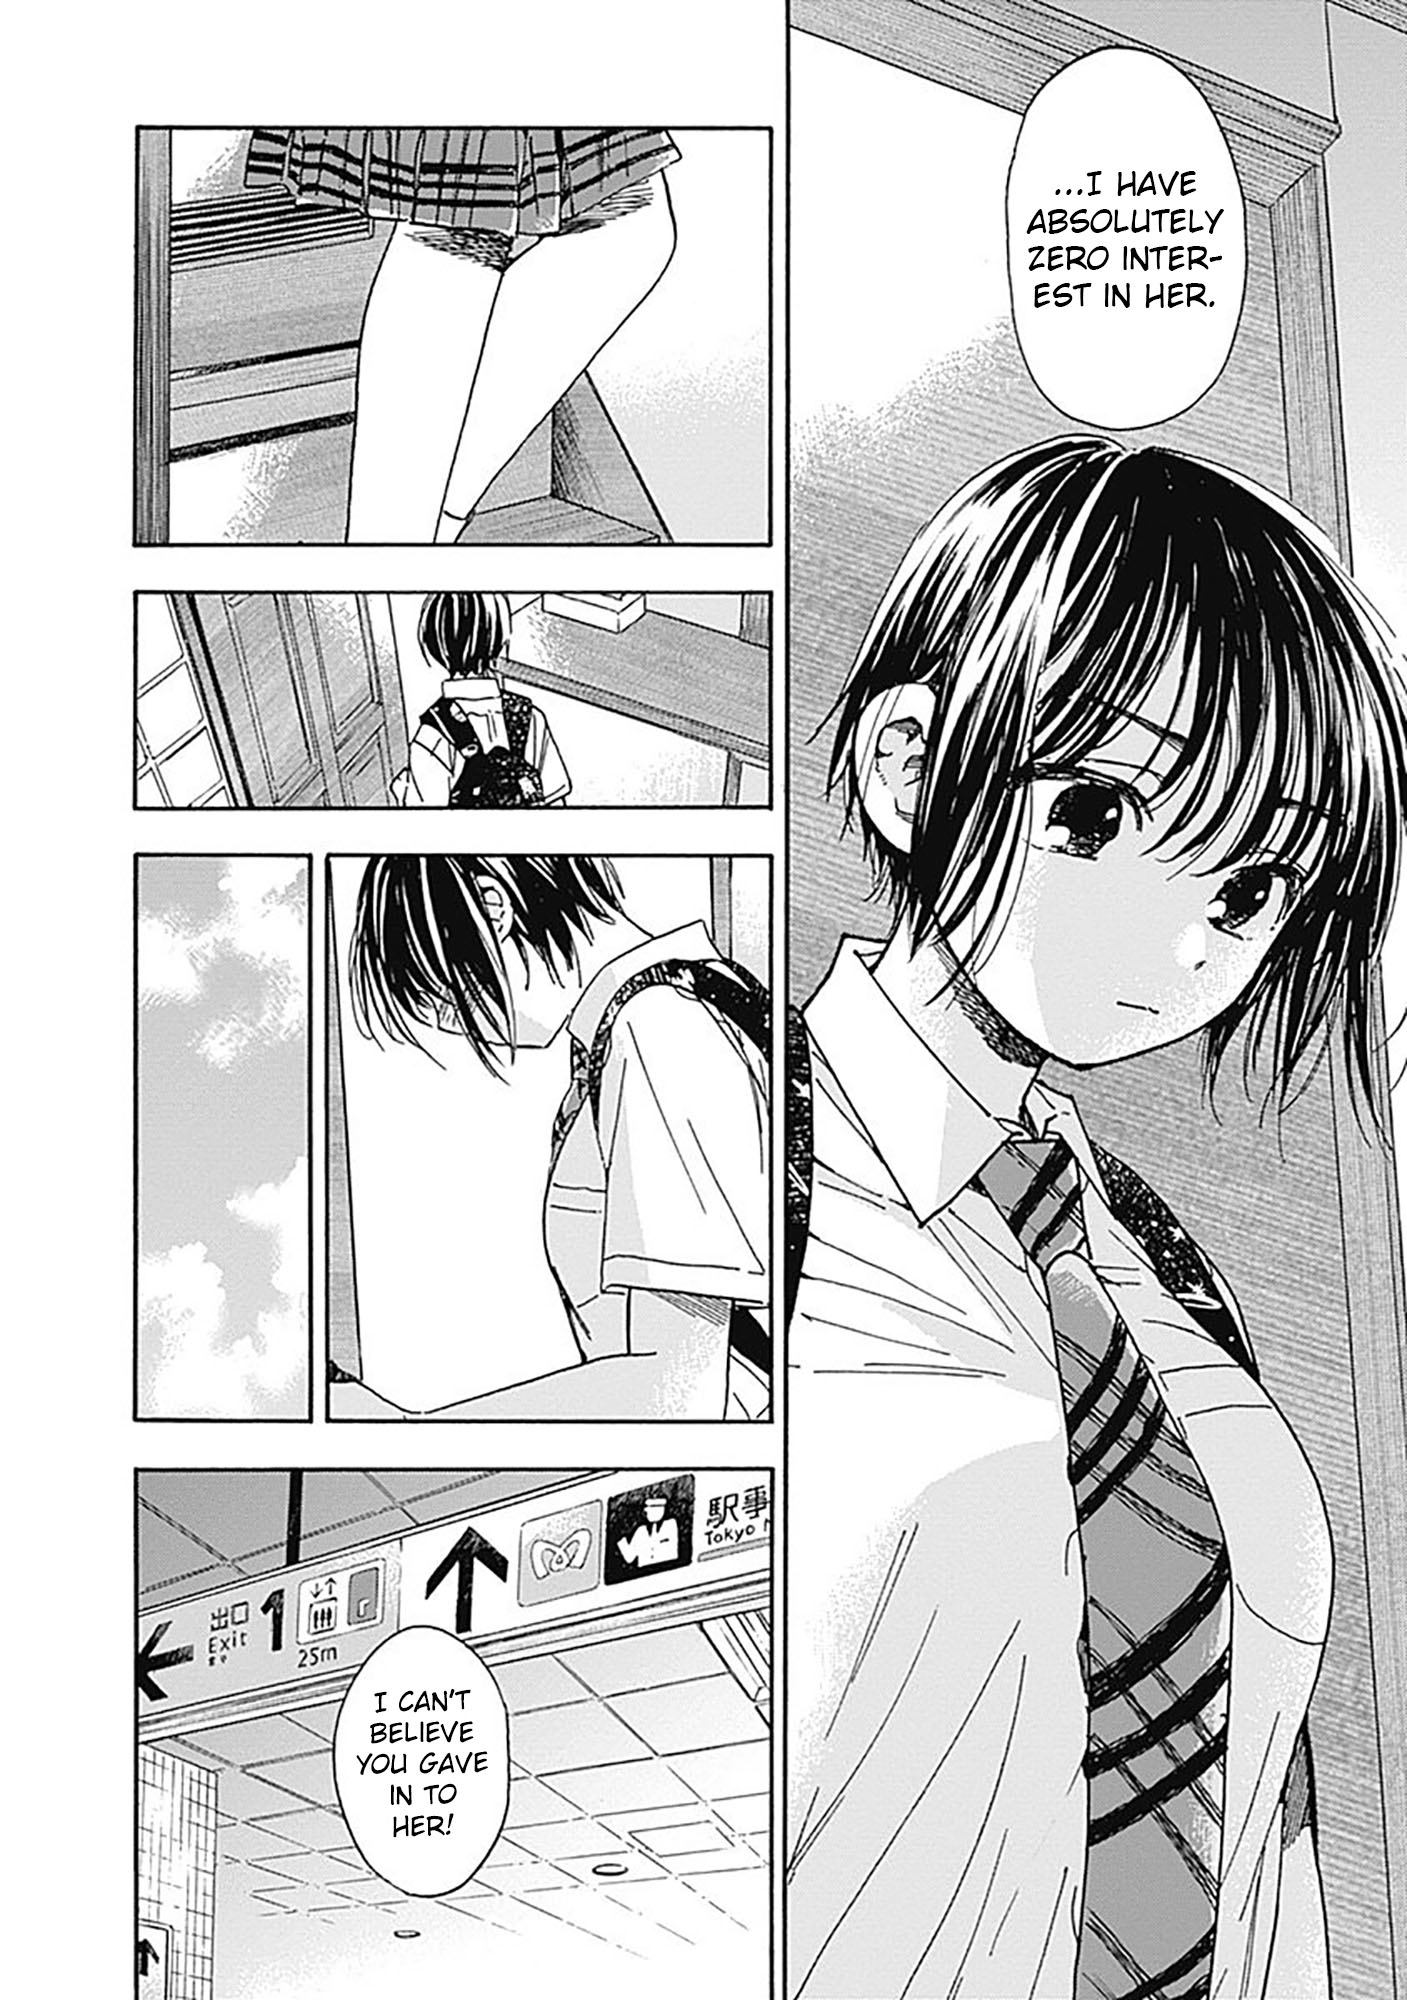 ...I HAVE
ABSOLUTELY
ZERO INTER-
EST IN HER.
駅事
Tokyo
出口
Exit
1
25m
I CAN'T
BELIEVE
YOU GAVE
IN TO
HER!